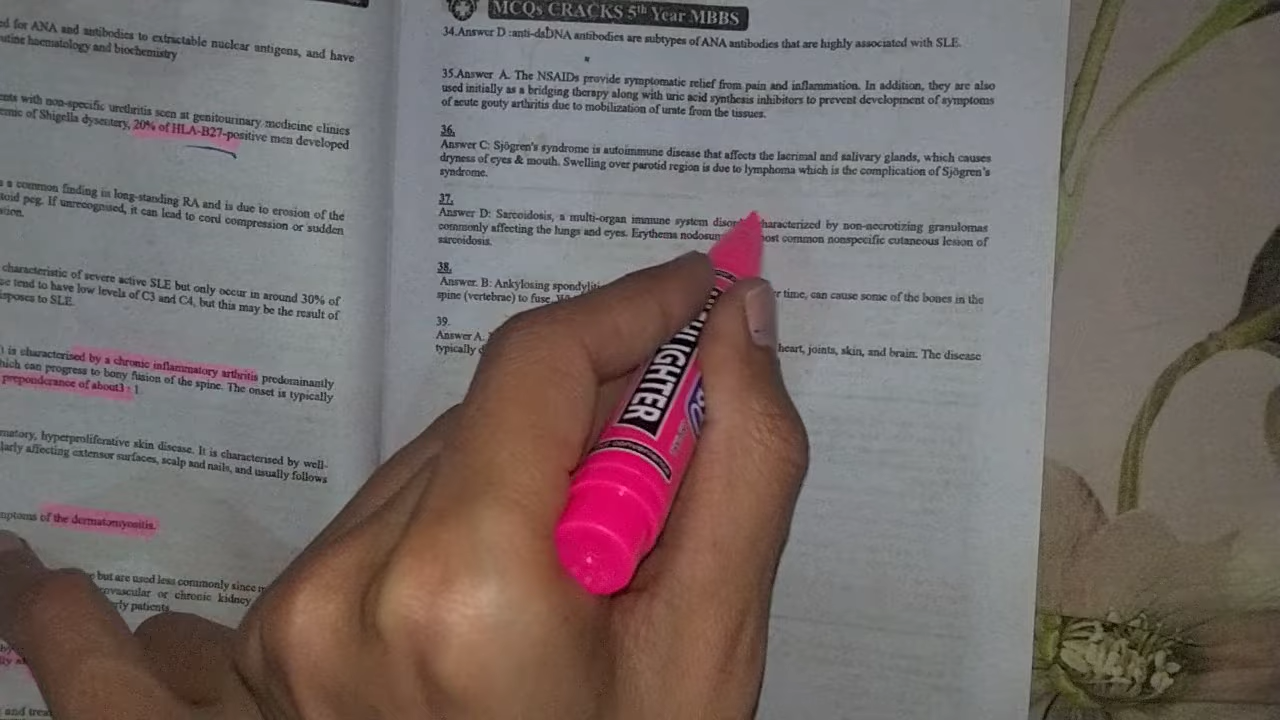 ed for ANA and antibodies to extractable nuclear antigens, and have
utine haematology and biochemistry
ents with non-specific urethritis seen at genitourinary medicine clinics
emic of Shigella dysentery, 20% of HLA-B27-positive men developed
s a common finding in long-standing RA and is due to erosion of the
toid peg. If unrecognised, it can lead to cord compression or sudden
characteristic of severe active SLE but only occur in around 30% of
se tend to have low levels of C3 and C4, but this may be the result of
sposes to SLE.
) is characterised by a chronic inflammatory arthritis predominantly
hich can progress to bony fusion of the spine. The onset is typically
preponderance of about3 : 1
matory, hyperproliferative skin disease. It is characterised by well-
larly affecting extensor surfaces, scalp and nails, and usually follows
mptoms of the dermatomyositis.
but are used less commonly since
ovascular or chronic kidney
rly patients
and trea
MCQs CRACKS 5th Year MBBS
34.Answer D :anti-dsDNA antibodies are subtypes of ANA antibodies that are highly associated with SLE.
35.Answer A. The NSAIDs provide symptomatic relief from pain and inflammation. In addition, they are also
used initially as a bridging therapy along with uric acid synthesis inhibitors to prevent development of symptoms
of acute gouty arthritis due to mobilization of urate from the tissues.
36.
Answer C: Sjögren's syndrome is autoimmune disease that affects the lacrimal and salivary glands, which causes
dryness of eyes & mouth. Swelling over parotid region is due to lymphoma which is the complication of Sjögren's
syndrome.
37.
Answer D: Sarcoidosis, a multi-organ immune system disor characterized by non-necrotizing granulomas
commonly affecting the lungs and eyes. Erythema nodosum ost common nonspecific cutaneous lesion of
sarcoidosis.
38.
Answer. B: Ankylosing spondyliti r time, can cause some of the bones in the
spine (vertebrae) to fuse.
39.
Answer A. heart, joints, skin, and brain. The disease
typically
HIGHLIGHTER